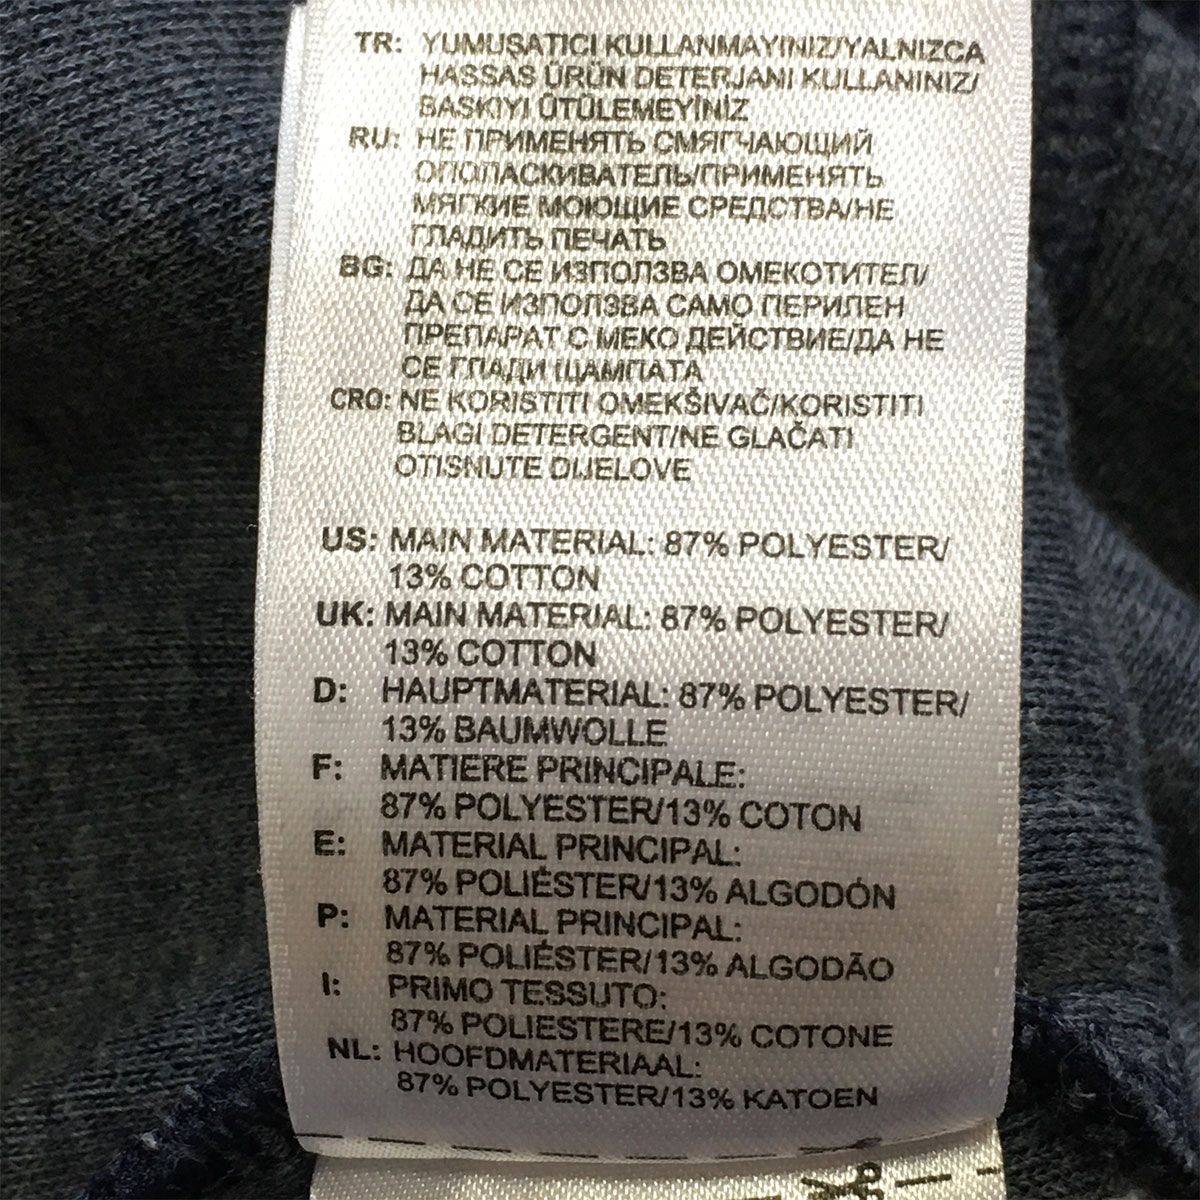 TR: YUMUŞATICI KULLANMAYINIZ/YALNIZCA
HASSAS ÜRÜN DETERJANI KULLANINIZ/
BASKIYI ÜTÜLEMEYİNİZ
RU: НЕ ПРИМЕНЯТЬ СМЯГЧАЮЩИЙ
ОПОЛАСКИВАТЕЛЬ/ПРИМЕНЯТЬ
МЯГКИЕ МОЮЩИЕ СРЕДСТВА/НЕ
ГЛАДИТЬ ПЕЧАТЬ
BG: ДА НЕ СЕ ИЗПОЛЗВА ОМЕКОТИТЕЛ/
ДА СЕ ИЗПОЛЗВА САМО ПЕРИЛЕН
ПРЕПАРАТ С МЕКО ДЕЙСТВИЕ/ДА НЕ
СЕ ГЛАДИ ЩАМПАТА
CRO: NE KORISTITI OMEKŠIVAČ/KORISTITI
BLAGI DETERGENT/NE GLAČATI
OTISNUTE DIJELOVE
US: MAIN MATERIAL: 87% POLYESTER/
13% COTTON
UK: MAIN MATERIAL: 87% POLYESTER/
13% COTTON
D: HAUPTMATERIAL: 87% POLYESTER/
13% BAUMWOLLE
F: MATIERE PRINCIPALE:
87% POLYESTER/13% COTON
E: MATERIAL PRINCIPAL:
87% POLIÉSTER/13% ALGODÓN
P: MATERIAL PRINCIPAL:
87% POLIÉSTER/13% ALGODÃO
I: PRIMO TESSUTO:
87% POLIESTERE/13% COTONE
NL: HOOFDMATERIAAL:
87% POLYESTER/13% KATOEN